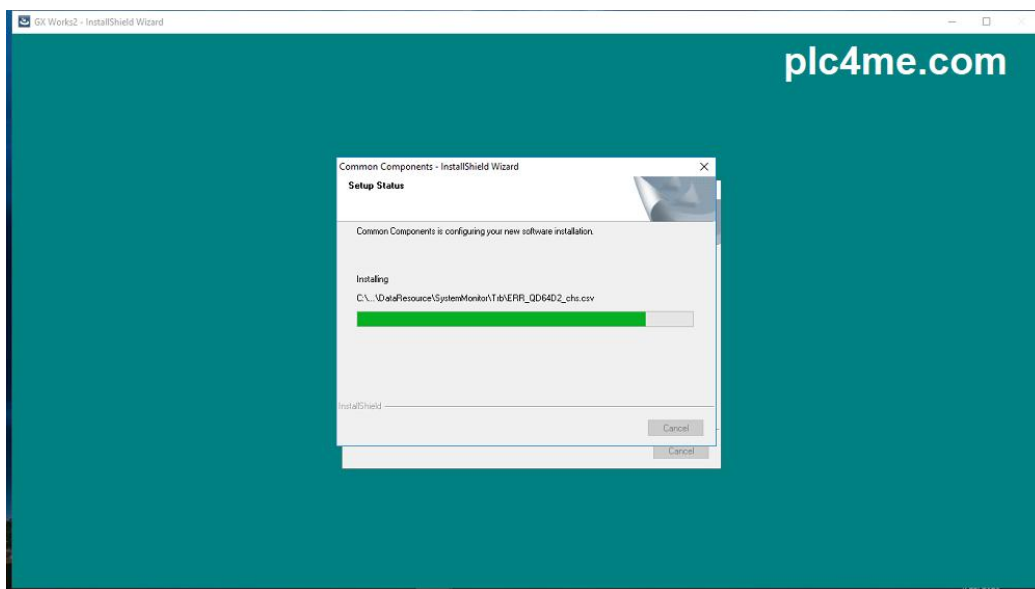 GX Works2 - InstallShield Wizard
plc4me.com
Common Components - InstallShield Wizard
Setup Status
Common Components is configuring your new software installation.
Installing
C:\...\DataResource\SystemMonitor\Trb\ERR_QD64D2_chs.csv
InstallShield
Cancel
Cancel